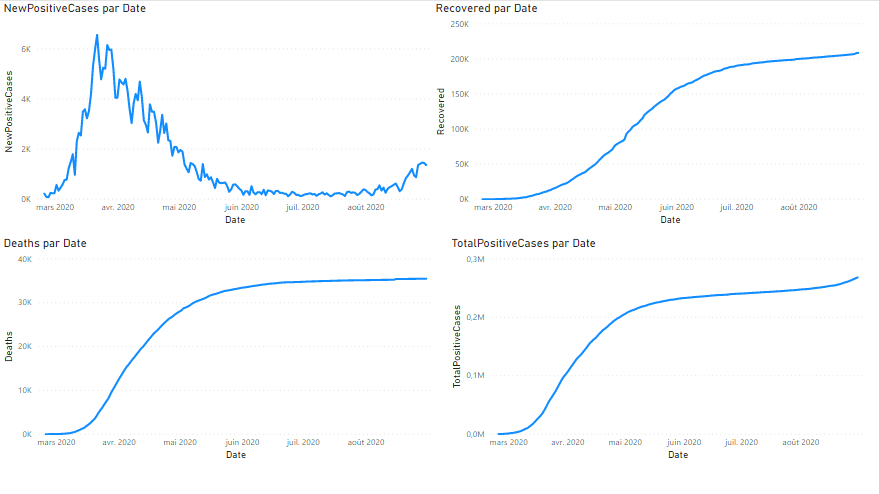 NewPositiveCases par Date
NewPositiveCases
6K
4K
2K
0K
mars 2020 avr. 2020 mai 2020 juin 2020 juil. 2020 août 2020
Date
Recovered par Date
Recovered
250K
200K
150K
100K
50K
0K
mars 2020 avr. 2020 mai 2020 juin 2020 juil. 2020 août 2020
Date
Deaths par Date
Deaths
40K
30K
20K
10K
0K
mars 2020 avr. 2020 mai 2020 juin 2020 juil. 2020 août 2020
Date
TotalPositiveCases par Date
TotalPositiveCases
0,3M
0,2M
0,1M
0,0M
mars 2020 avr. 2020 mai 2020 juin 2020 juil. 2020 août 2020
Date